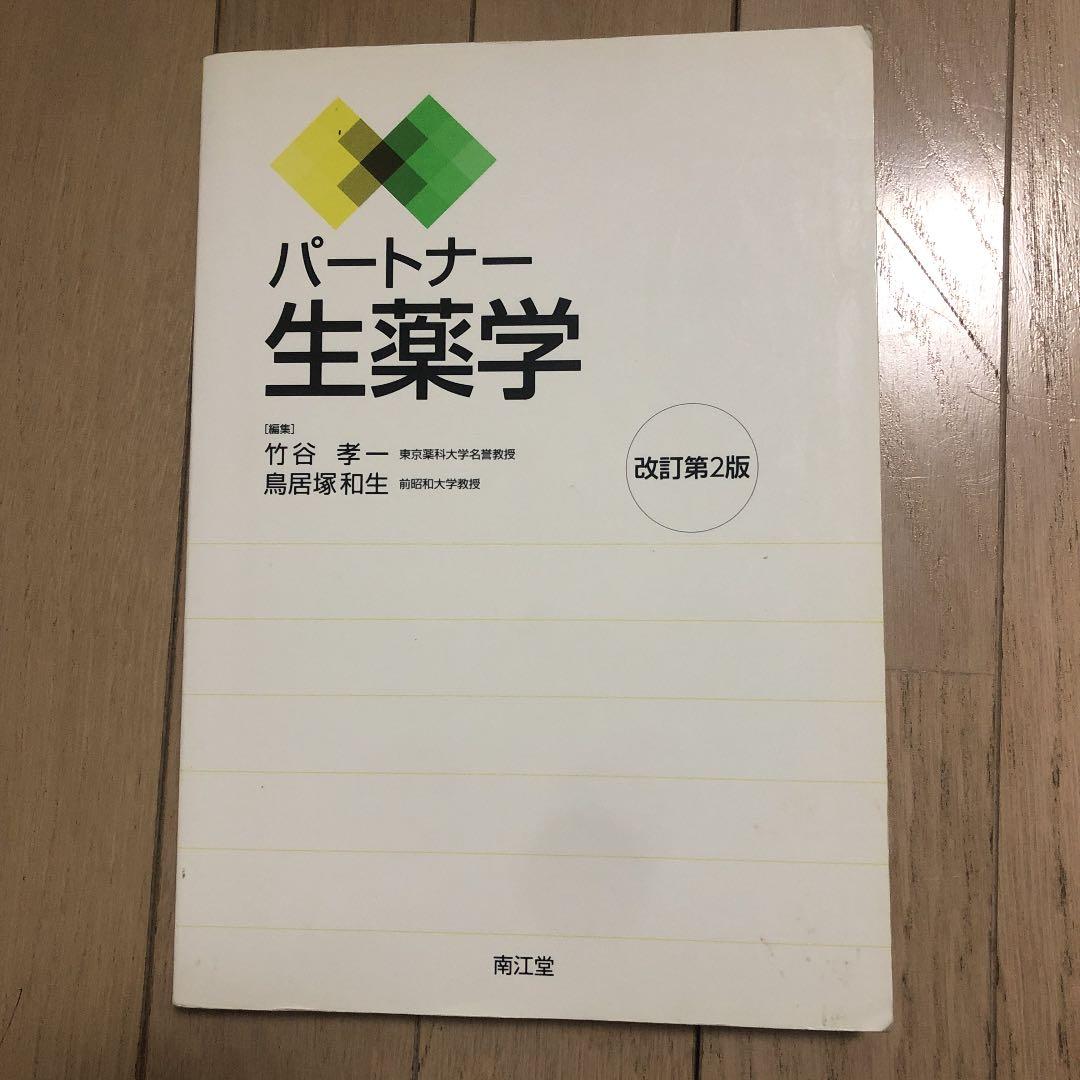 パートナー
生薬学
[編集]
竹谷 孝一 東京薬科大学名誉教授
鳥居塚和生 前昭和大学教授
改訂第2版
南江堂